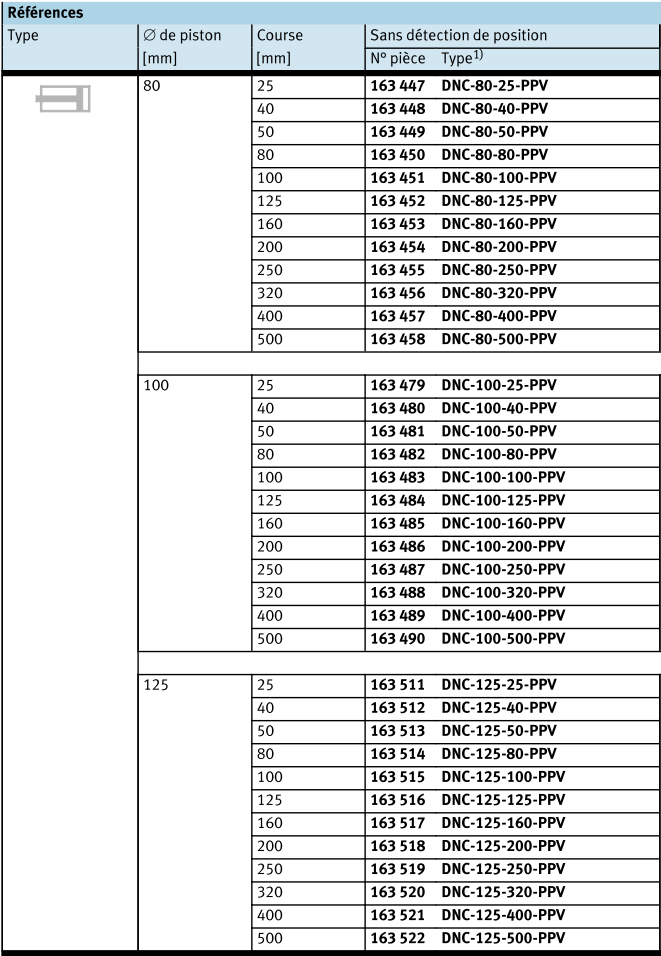 Références
Type ∅ de piston Course Sans détection de position
[mm] [mm] N° pièce Type1)
80 25 163 447 DNC-80-25-PPV
40 163 448 DNC-80-40-PPV
50 163 449 DNC-80-50-PPV
80 163 450 DNC-80-80-PPV
100 163 451 DNC-80-100-PPV
125 163 452 DNC-80-125-PPV
160 163 453 DNC-80-160-PPV
200 163 454 DNC-80-200-PPV
250 163 455 DNC-80-250-PPV
320 163 456 DNC-80-320-PPV
400 163 457 DNC-80-400-PPV
500 163 458 DNC-80-500-PPV
100 25 163 479 DNC-100-25-PPV
40 163 480 DNC-100-40-PPV
50 163 481 DNC-100-50-PPV
80 163 482 DNC-100-80-PPV
100 163 483 DNC-100-100-PPV
125 163 484 DNC-100-125-PPV
160 163 485 DNC-100-160-PPV
200 163 486 DNC-100-200-PPV
250 163 487 DNC-100-250-PPV
320 163 488 DNC-100-320-PPV
400 163 489 DNC-100-400-PPV
500 163 490 DNC-100-500-PPV
125 25 163 511 DNC-125-25-PPV
40 163 512 DNC-125-40-PPV
50 163 513 DNC-125-50-PPV
80 163 514 DNC-125-80-PPV
100 163 515 DNC-125-100-PPV
125 163 516 DNC-125-125-PPV
160 163 517 DNC-125-160-PPV
200 163 518 DNC-125-200-PPV
250 163 519 DNC-125-250-PPV
320 163 520 DNC-125-320-PPV
400 163 521 DNC-125-400-PPV
500 163 522 DNC-125-500-PPV